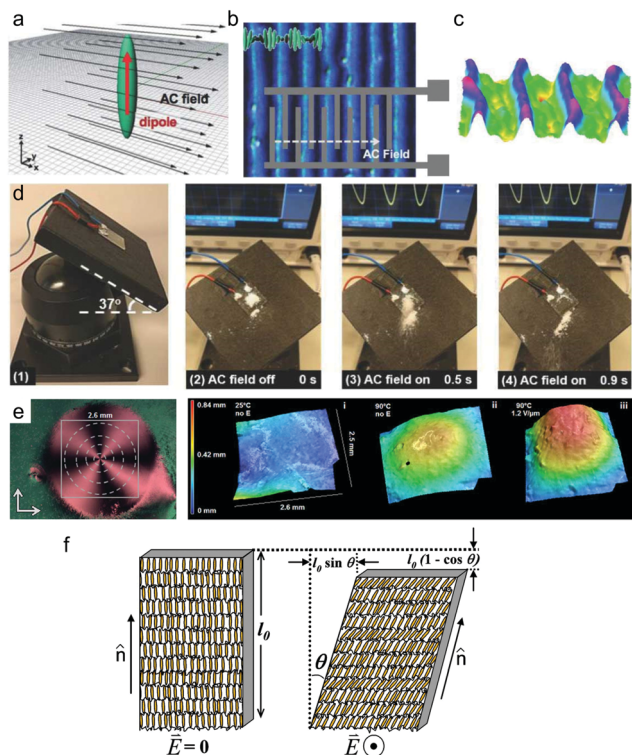 a
AC field
dipole
z
y
x
b
AC Field
c
d
37°
(1)
(2) AC field off 0 s
(3) AC field on 0.5 s
(4) AC field on 0.9 s
e
2.6 mm
0.84 mm
0.42 mm
0 mm
25°C
no E
i
2.5 mm
2.6 mm
90°C
no E
ii
90°C
1.2 V/μm
iii
f
l₀ sin θ
l₀ (1 - cos θ)
n̂
l₀
θ
n̂
E⃗ = 0
E⃗ ⊙